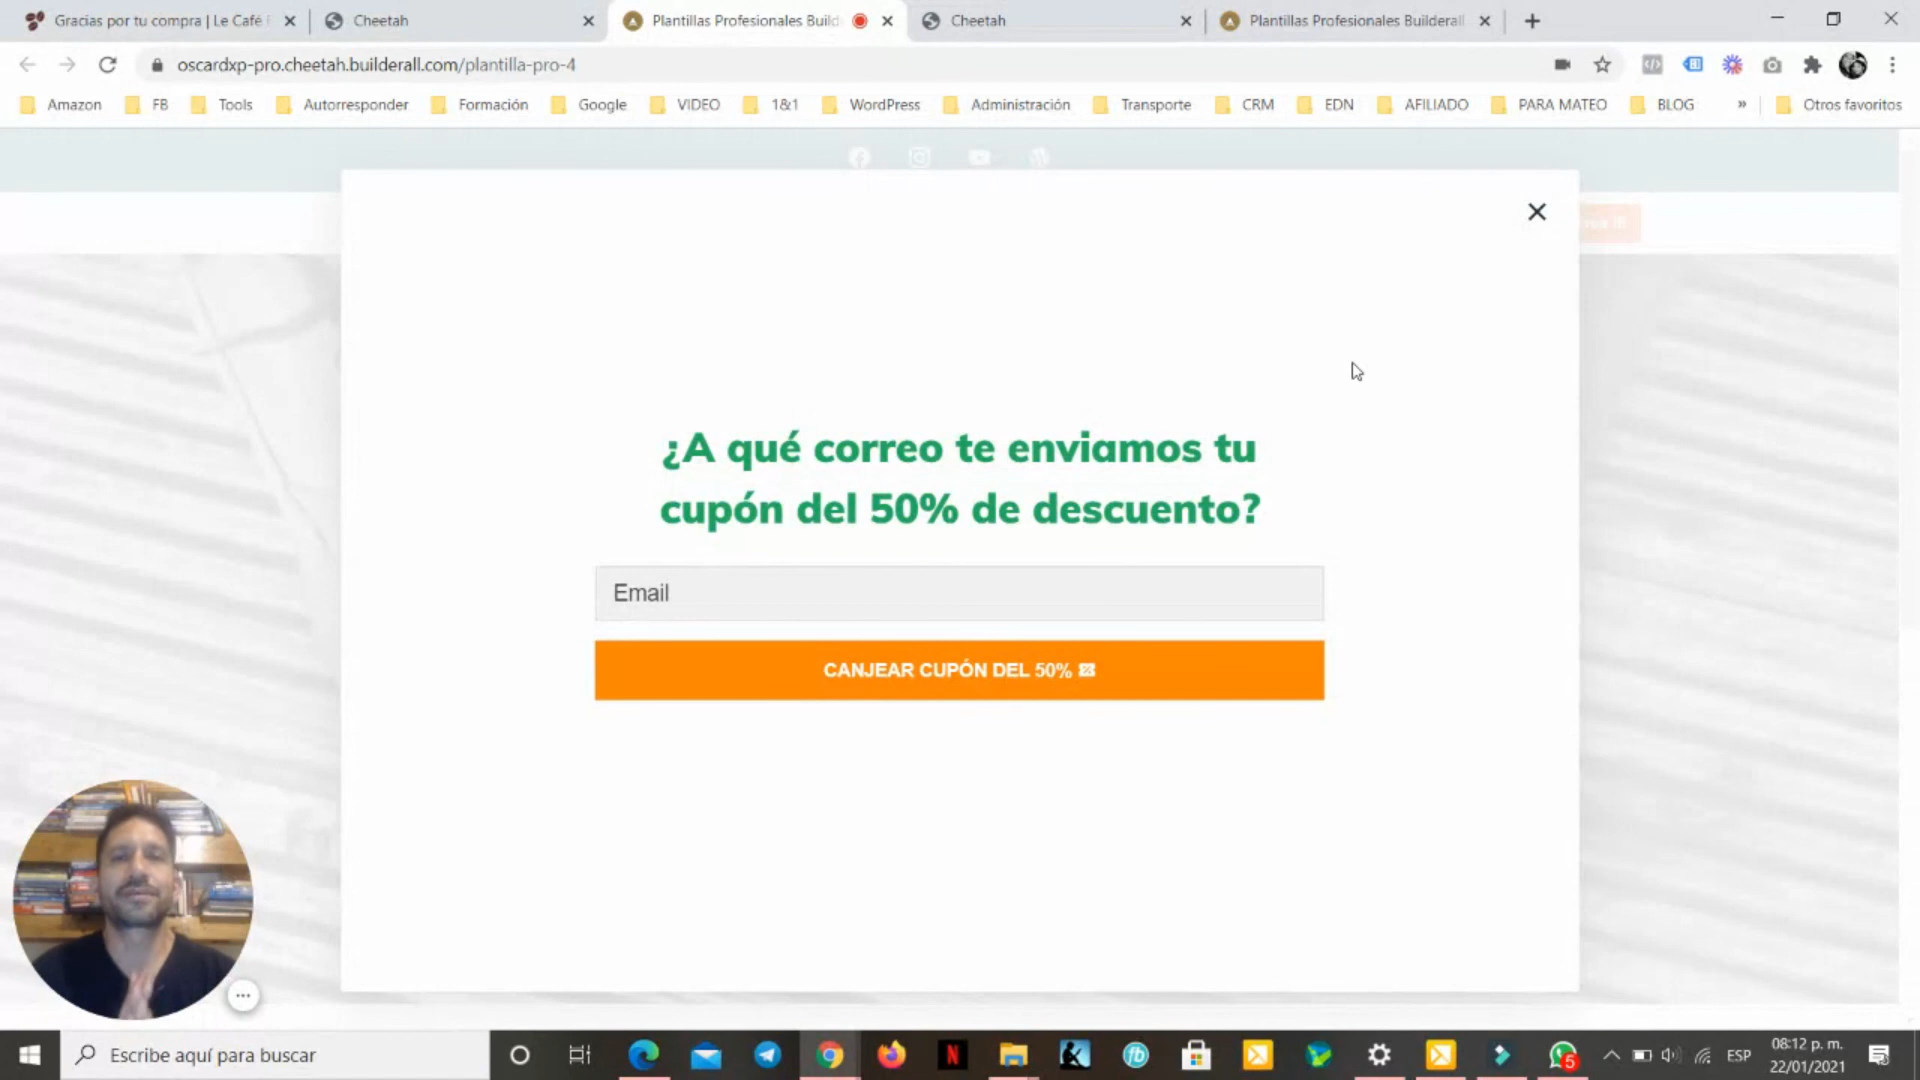 Gracias por tu compra | Le Café
Cheetah
Plantillas Profesionales Build
Cheetah
Plantillas Profesionales Builderall
oscardxp-pro.cheetah.builderall.com/plantilla-pro-4
Amazon
FB
Tools
Autorresponder
Formación
Google
VIDEO
1&1
WordPress
Administración
Transporte
CRM
EDN
AFILIADO
PARA MATEO
BLOG
»
Otros favoritos
¿A qué correo te enviamos tu
cupón del 50% de descuento?
Email
CANJEAR CUPÓN DEL 50%
Escribe aquí para buscar
N
fb
5
ESP
08:12 p. m.
22/01/2021